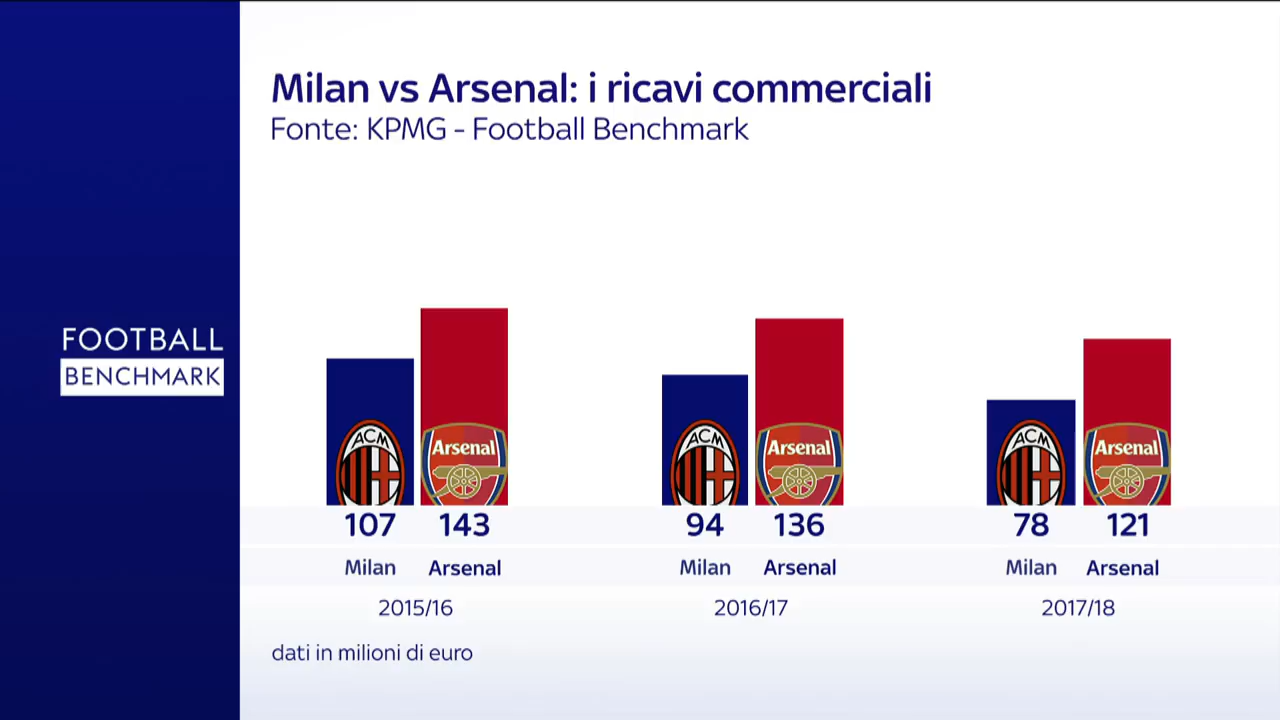 Milan vs Arsenal: i ricavi commerciali
Fonte: KPMG - Football Benchmark
FOOTBALL
BENCHMARK
ACM Arsenal ACM Arsenal ACM Arsenal
107 143 94 136 78 121
Milan Arsenal Milan Arsenal Milan Arsenal
2015/16 2016/17 2017/18
dati in milioni di euro